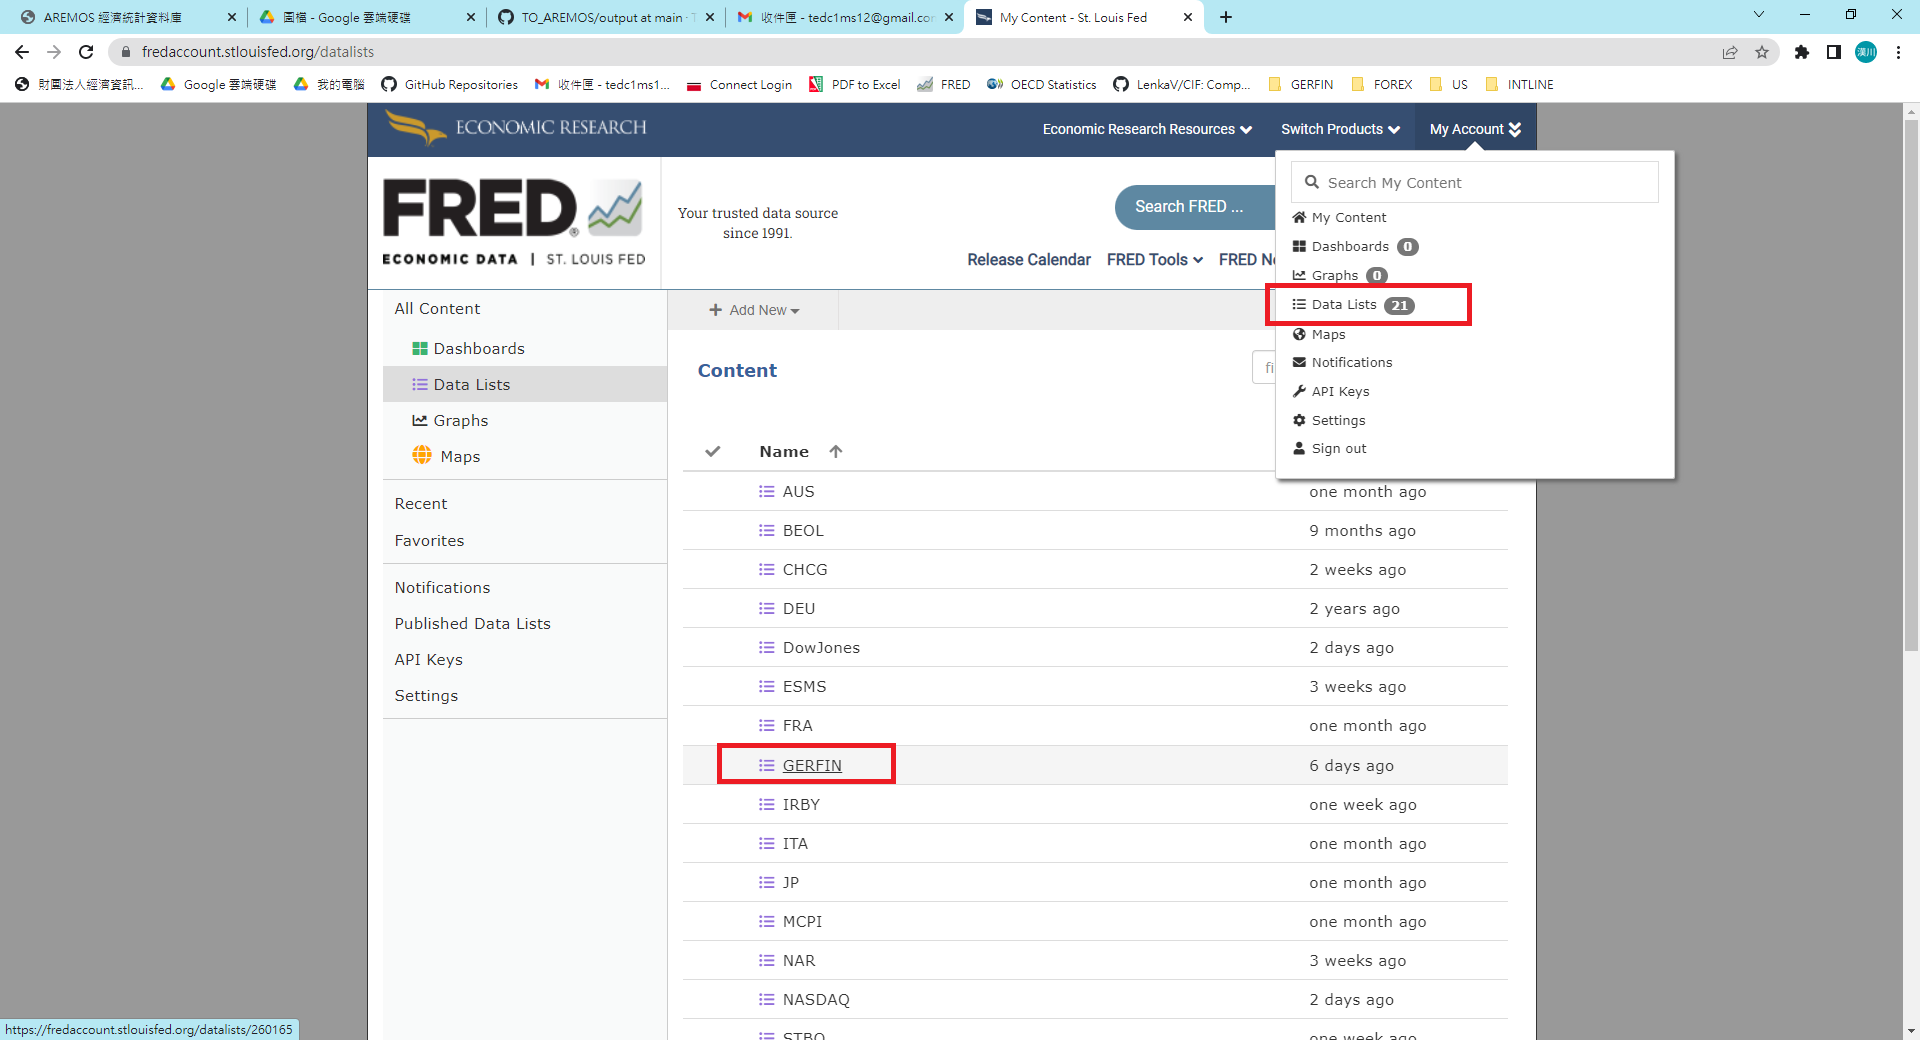 AREMOS 經濟統計資料庫
圖檔 - Google 雲端硬碟
TO_AREMOS/output at main · T
收件匣 - tedc1ms12@gmail.com
My Content - St. Louis Fed
fredaccount.stlouisfed.org/datalists
漢川
財團法人經濟資訊...
Google 雲端硬碟
我的電腦
GitHub Repositories
收件匣 - tedc1ms1...
Connect Login
PDF to Excel
FRED
OECD Statistics
LenkaV/CIF: Comp...
GERFIN
FOREX
US
INTLINE
ECONOMIC RESEARCH
Economic Research Resources
Switch Products
My Account
FRED
ECONOMIC DATA | ST. LOUIS FED
Your trusted data source
since 1991.
Search FRED ...
Release Calendar
FRED Tools
FRED Ne
Search My Content
My Content
Dashboards 0
Graphs 0
Data Lists 21
Maps
Notifications
API Keys
Settings
Sign out
All Content
Dashboards
Data Lists
Graphs
Maps
Recent
Favorites
Notifications
Published Data Lists
API Keys
Settings
Add New
Content
fi
Name
AUS one month ago
BEOL 9 months ago
CHCG 2 weeks ago
DEU 2 years ago
DowJones 2 days ago
ESMS 3 weeks ago
FRA one month ago
GERFIN 6 days ago
IRBY one week ago
ITA one month ago
JP one month ago
MCPI one month ago
NAR 3 weeks ago
NASDAQ 2 days ago
STBO one week ago
https://fredaccount.stlouisfed.org/datalists/260165